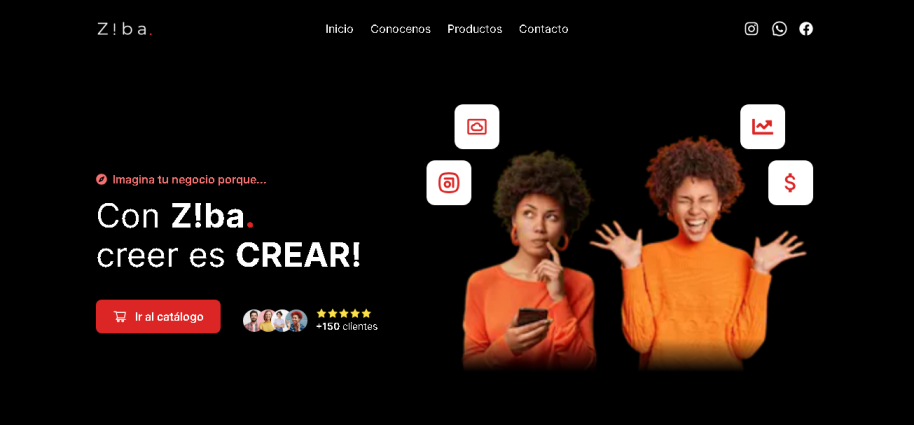 Z!ba.
Inicio Conocenos Productos Contacto
Imagina tu negocio porque...
Con Z!ba.
creer es CREAR!
Ir al catálogo
+150 clientes